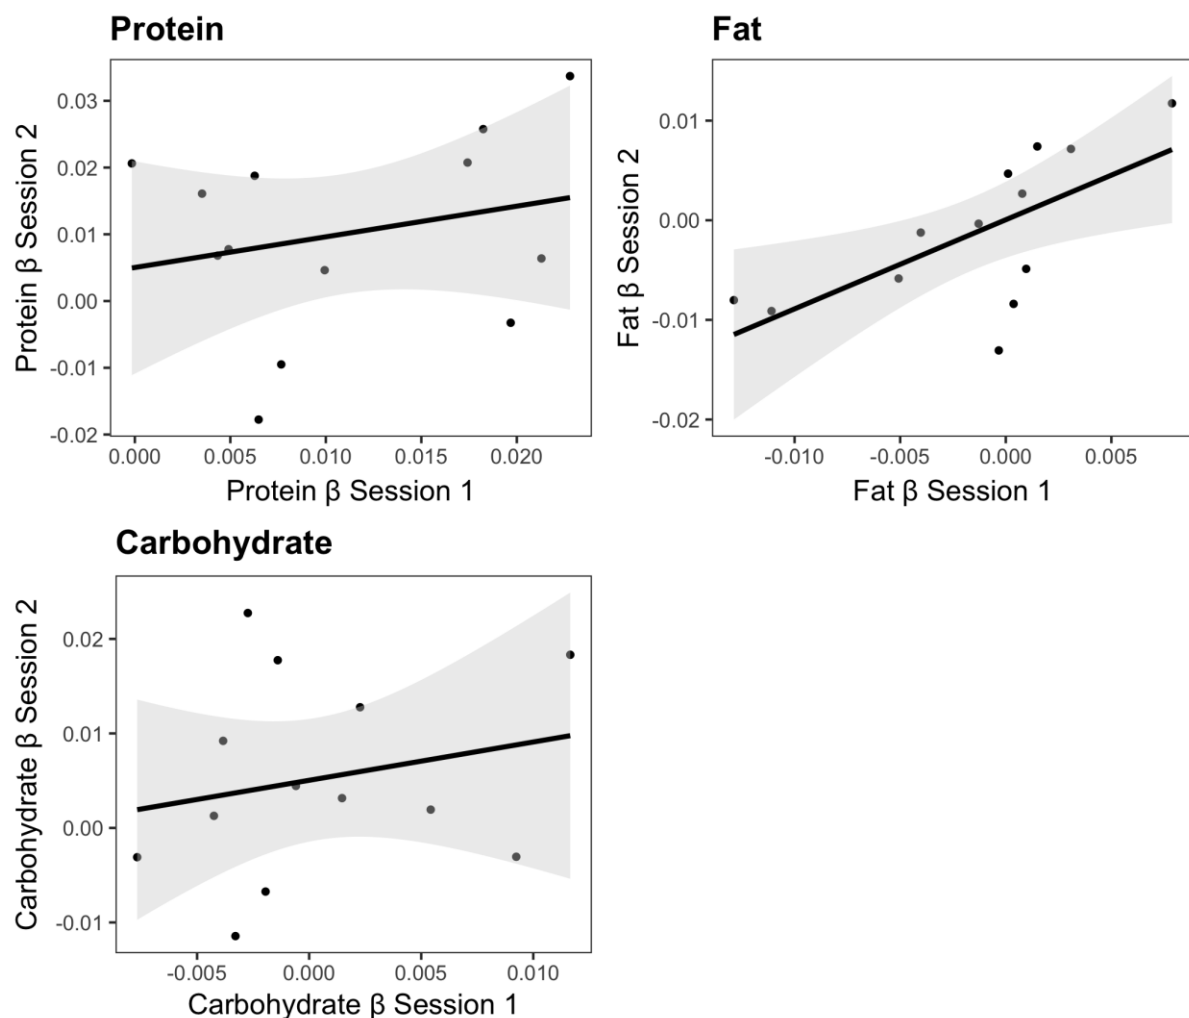 Protein
Protein β Session 2
0.03
0.02
0.01
0.00
-0.01
-0.02
0.000 0.005 0.010 0.015 0.020
Protein β Session 1
Fat
Fat β Session 2
0.01
0.00
-0.01
-0.02
-0.010 -0.005 0.000 0.005
Fat β Session 1
Carbohydrate
Carbohydrate β Session 2
0.02
0.01
0.00
-0.01
-0.005 0.000 0.005 0.010
Carbohydrate β Session 1